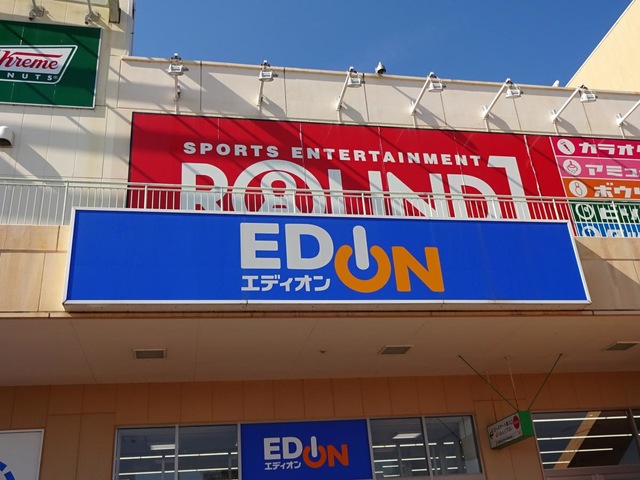 Kreme
NUTS
SPORTS ENTERTAINMENT
ROUND1
カラオケ
アミュ
ボウリ
EDION
エディオン
EDION
エディオン